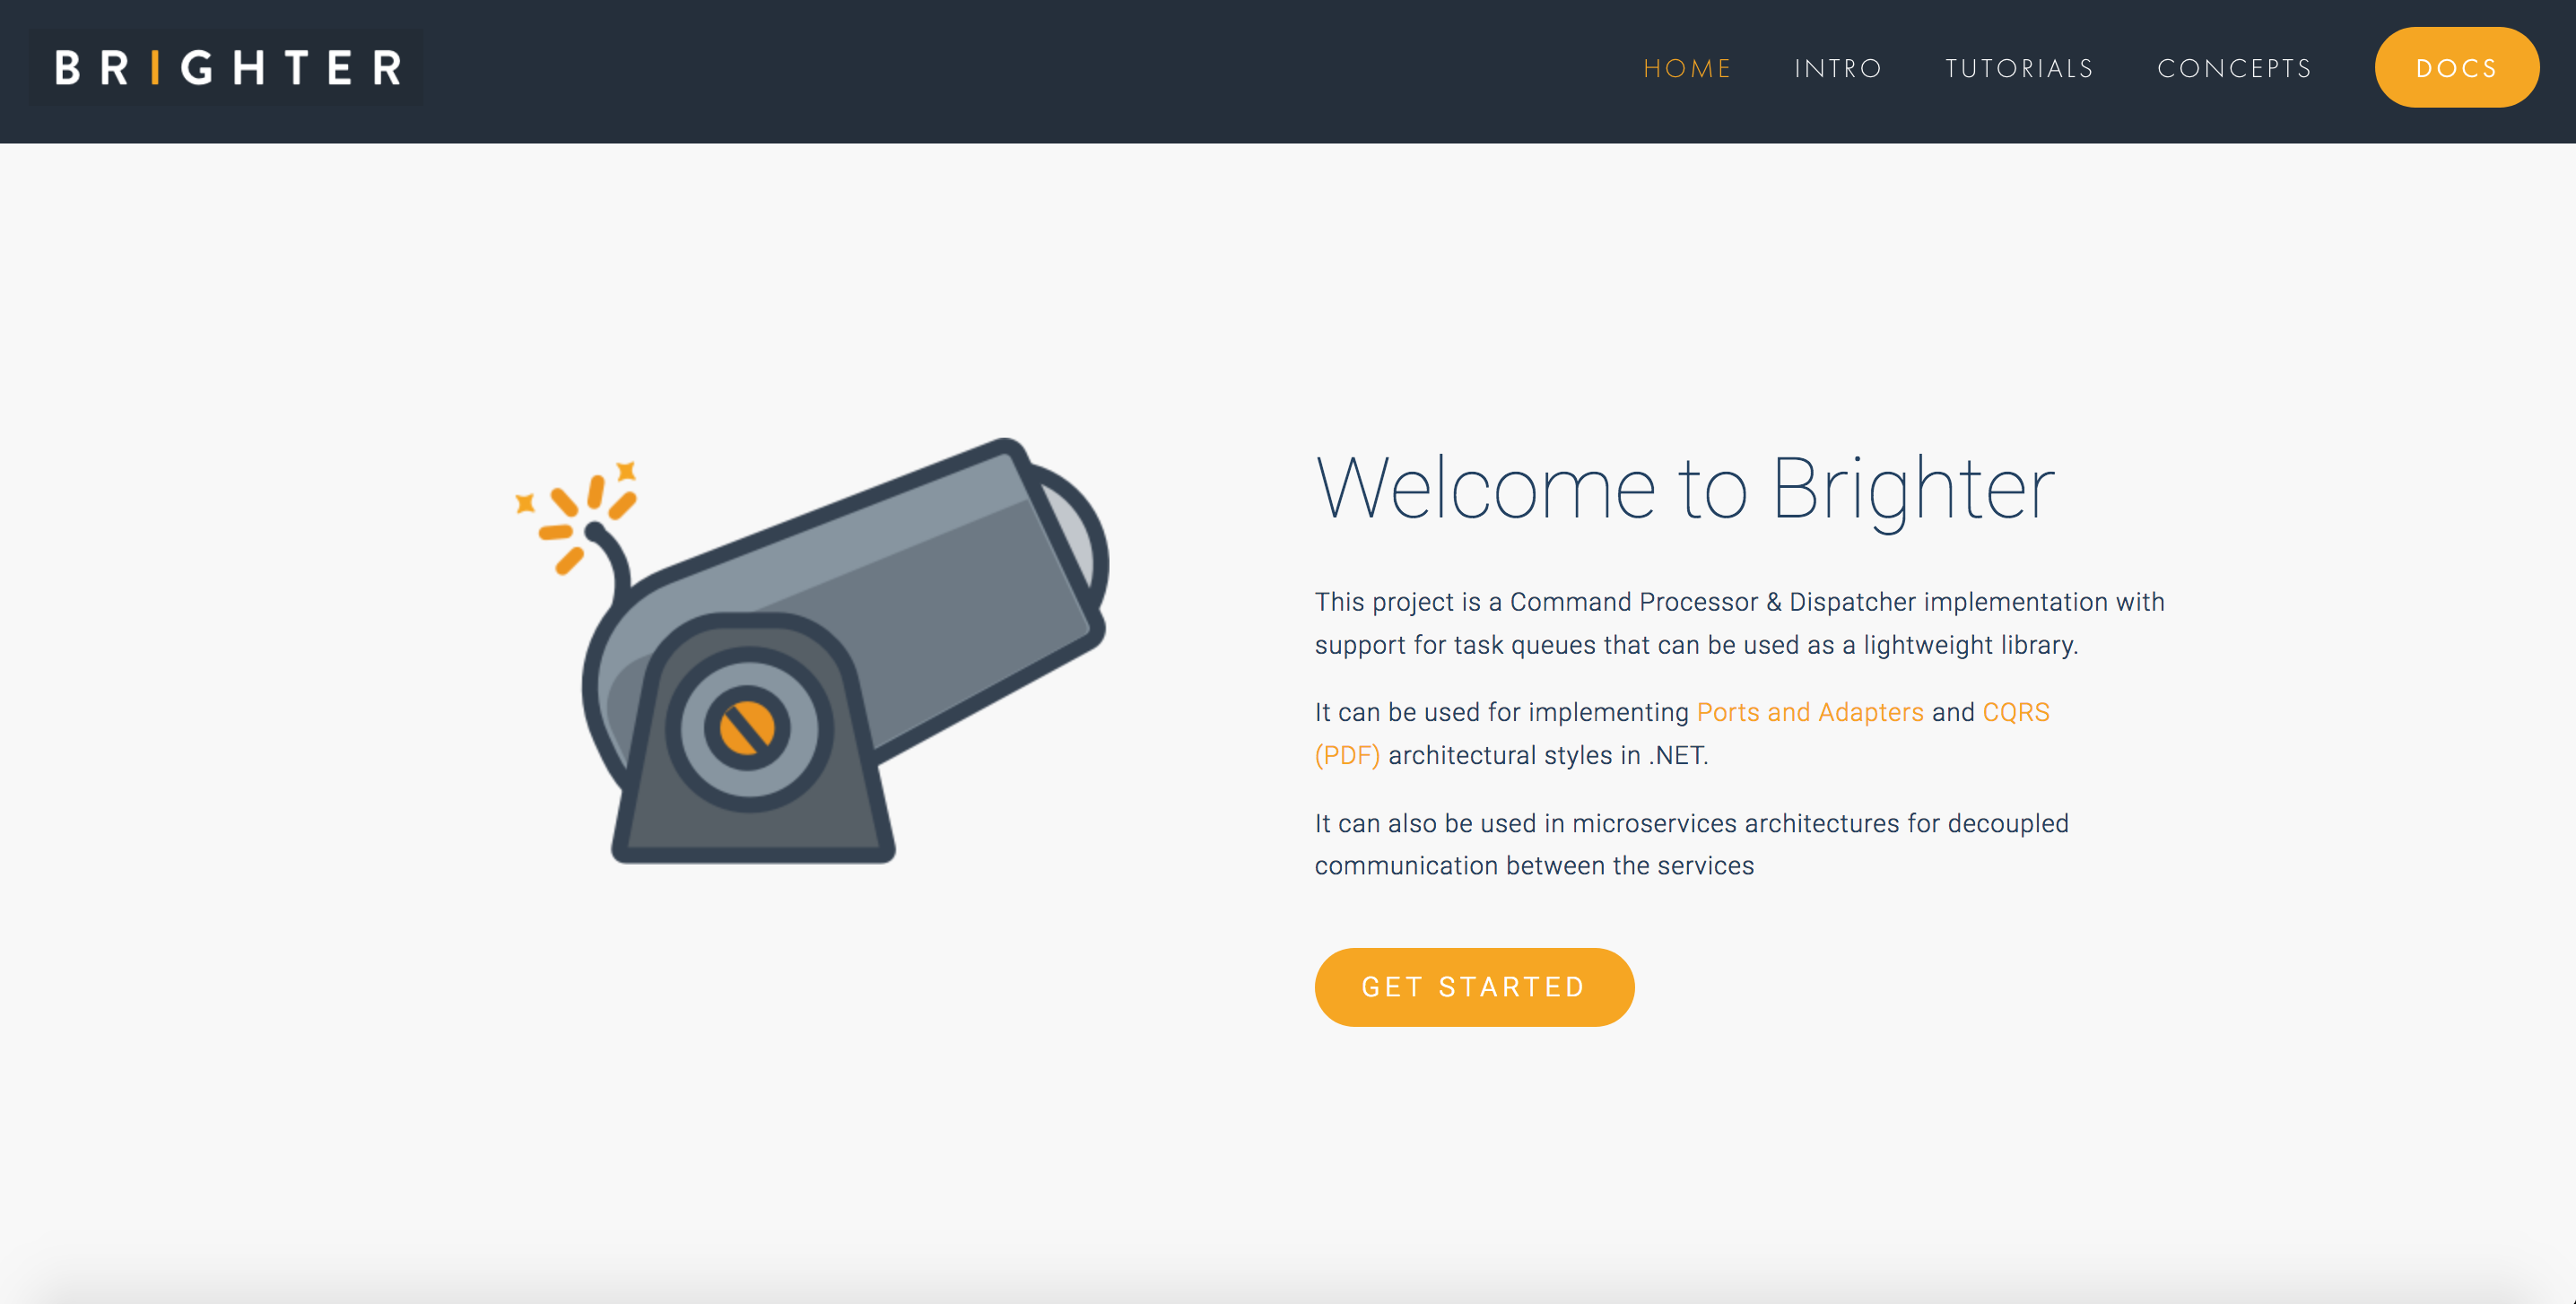 BRIGHTER
HOME INTRO TUTORIALS CONCEPTS DOCS
Welcome to Brighter
This project is a Command Processor & Dispatcher implementation with
support for task queues that can be used as a lightweight library.
It can be used for implementing Ports and Adapters and CQRS
(PDF) architectural styles in .NET.
It can also be used in microservices architectures for decoupled
communication between the services
GET STARTED